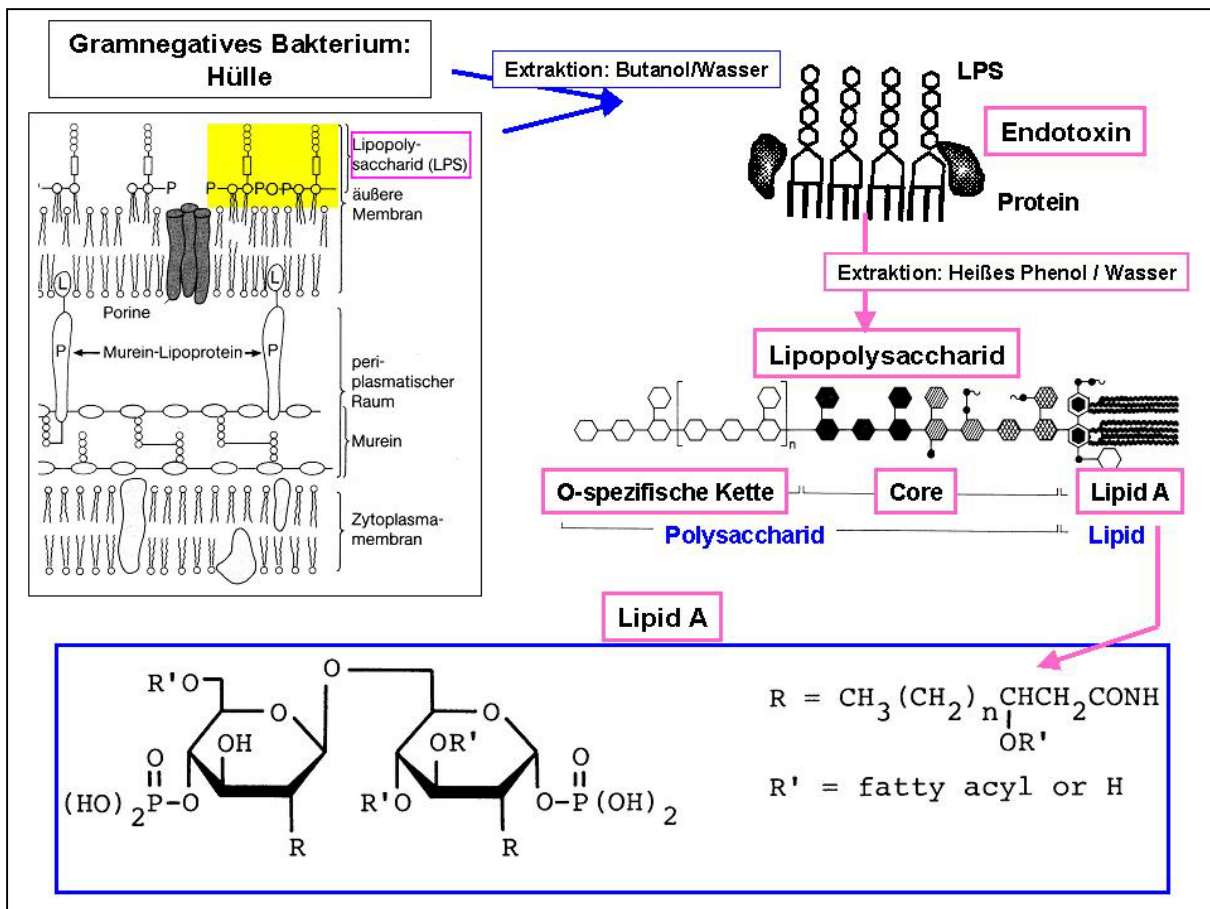 Gramnegatives Bakterium:
Hülle
Extraktion: Butanol/Wasser
LPS
Endotoxin
Protein
Lipopoly-
saccharid (LPS)
P
P
PO
P
äußere
Membran
L
L
Porine
P
Murein-Lipoprotein
P
peri-
plasmatischer
Raum
Murein
Zytoplasma-
membran
Extraktion: Heißes Phenol / Wasser
Lipopolysaccharid
n
O-spezifische Kette
Core
Lipid A
Polysaccharid
Lipid
Lipid A
R'O
O
O
O
O
OH
OR'
O
(HO)2P-O
R'O
O
O-P(OH)2
R
R
R = CH3(CH2)nCHCH2CONH
OR'
R' = fatty acyl or H